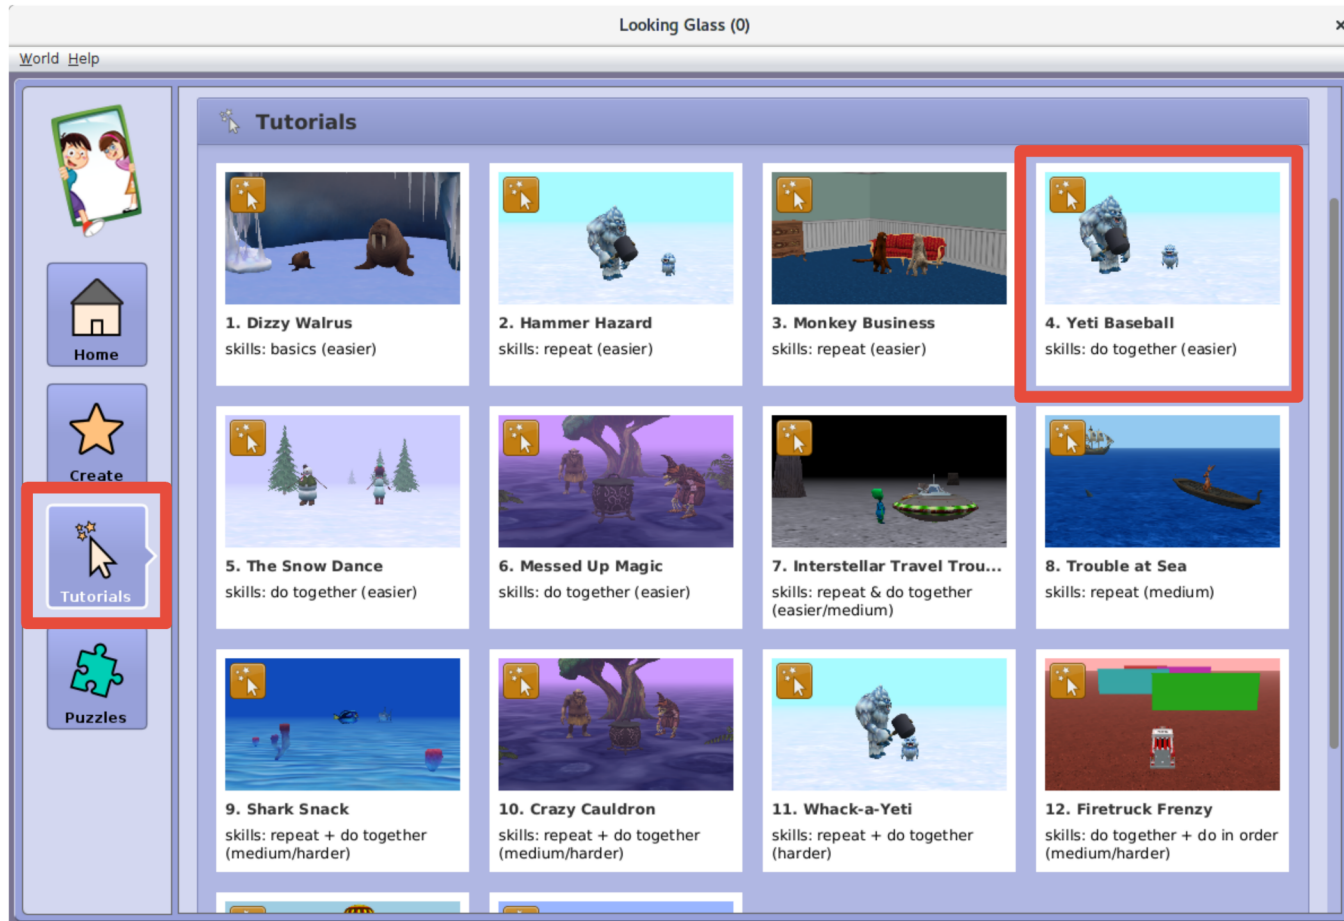 Looking Glass (0)
×
World Help
Tutorials
Home
Create
Tutorials
Puzzles
1. Dizzy Walrus
skills: basics (easier)
2. Hammer Hazard
skills: repeat (easier)
3. Monkey Business
skills: repeat (easier)
4. Yeti Baseball
skills: do together (easier)
5. The Snow Dance
skills: do together (easier)
6. Messed Up Magic
skills: do together (easier)
7. Interstellar Travel Trou...
skills: repeat & do together
(easier/medium)
8. Trouble at Sea
skills: repeat (medium)
9. Shark Snack
skills: repeat + do together
(medium/harder)
10. Crazy Cauldron
skills: repeat + do together
(medium/harder)
11. Whack-a-Yeti
skills: repeat + do together
(harder)
12. Firetruck Frenzy
skills: do together + do in order
(medium/harder)